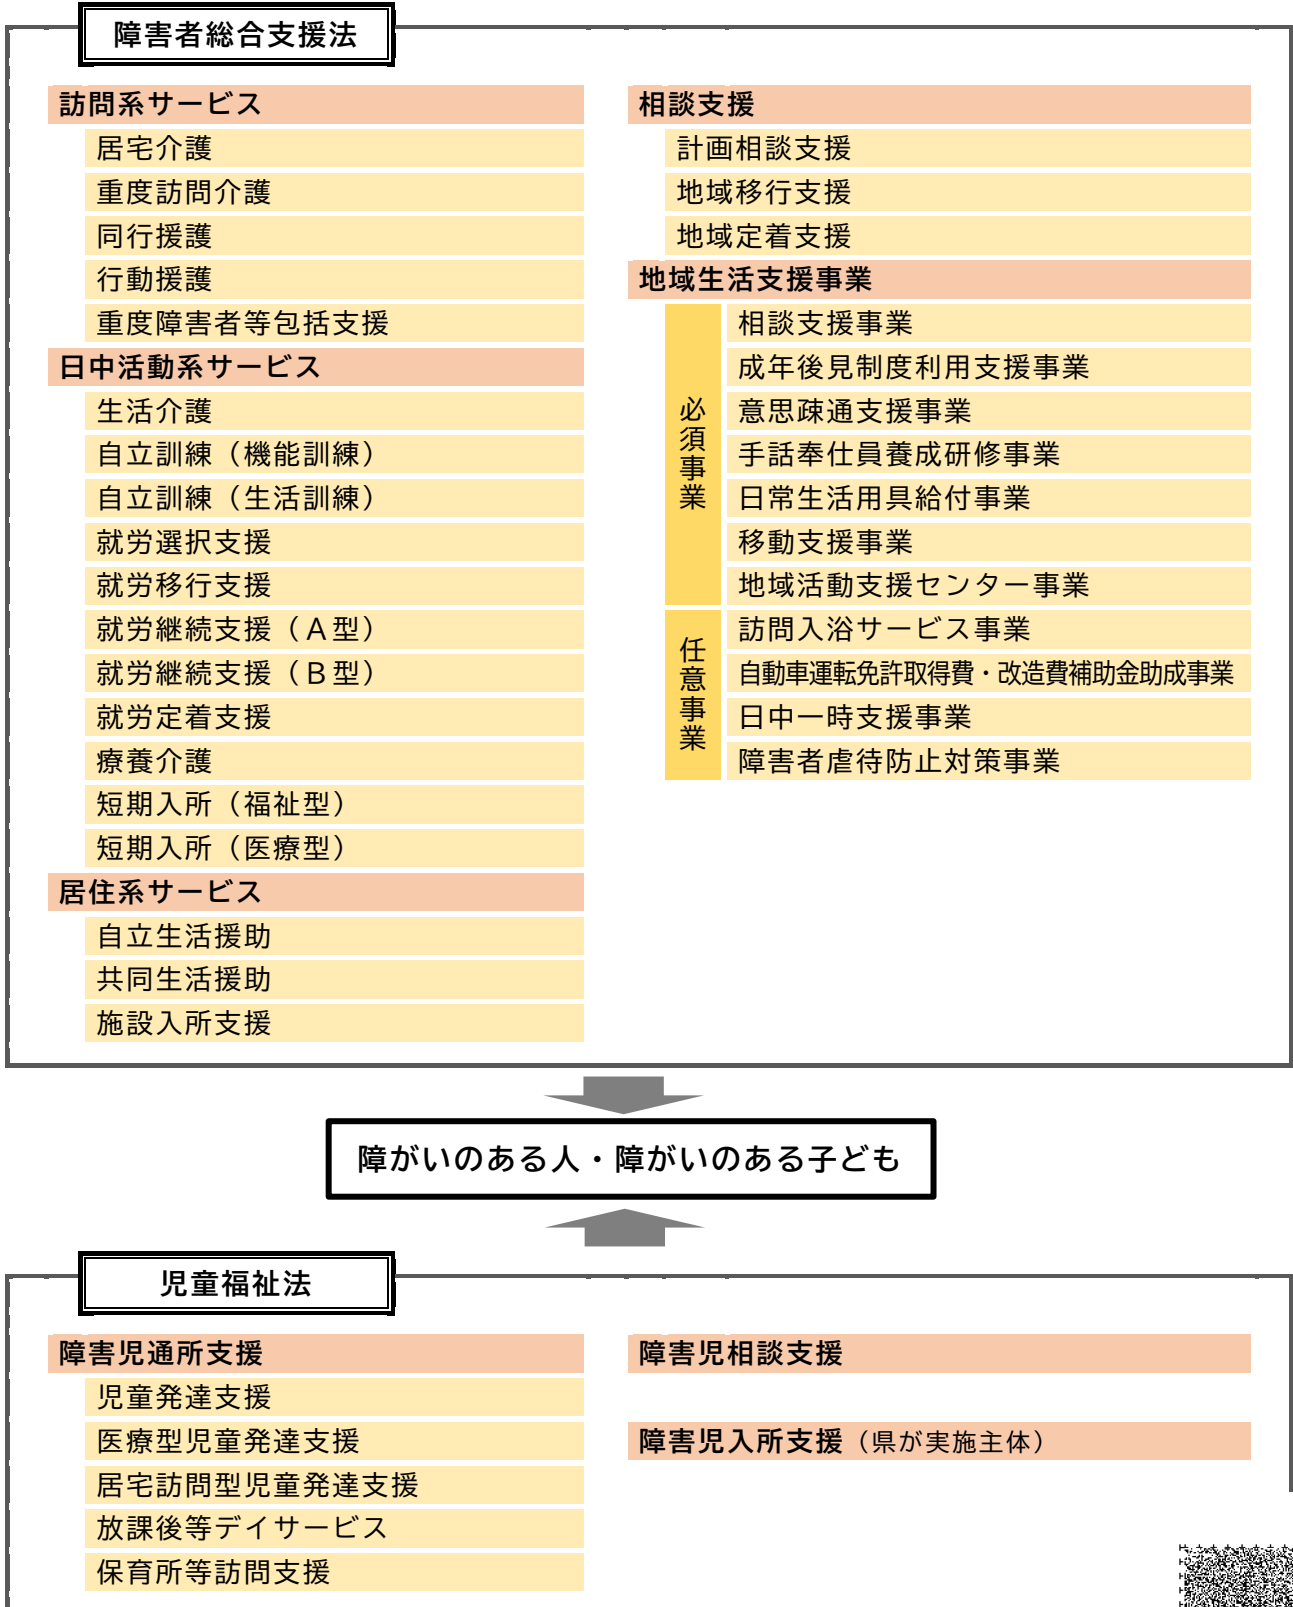 障害者総合支援法
訪問系サービス
居宅介護
重度訪問介護
同行援護
行動援護
重度障害者等包括支援
日中活動系サービス
生活介護
自立訓練（機能訓練）
自立訓練（生活訓練）
就労選択支援
就労移行支援
就労継続支援（Ａ型）
就労継続支援（Ｂ型）
就労定着支援
療養介護
短期入所（福祉型）
短期入所（医療型）
居住系サービス
自立生活援助
共同生活援助
施設入所支援
相談支援
計画相談支援
地域移行支援
地域定着支援
地域生活支援事業
必須事業
相談支援事業
成年後見制度利用支援事業
意思疎通支援事業
手話奉仕員養成研修事業
日常生活用具給付事業
移動支援事業
地域活動支援センター事業
任意事業
訪問入浴サービス事業
自動車運転免許取得費・改造費補助金助成事業
日中一時支援事業
障害者虐待防止対策事業
障がいのある人・障がいのある子ども
児童福祉法
障害児通所支援
児童発達支援
医療型児童発達支援
居宅訪問型児童発達支援
放課後等デイサービス
保育所等訪問支援
障害児相談支援
障害児入所支援（県が実施主体）